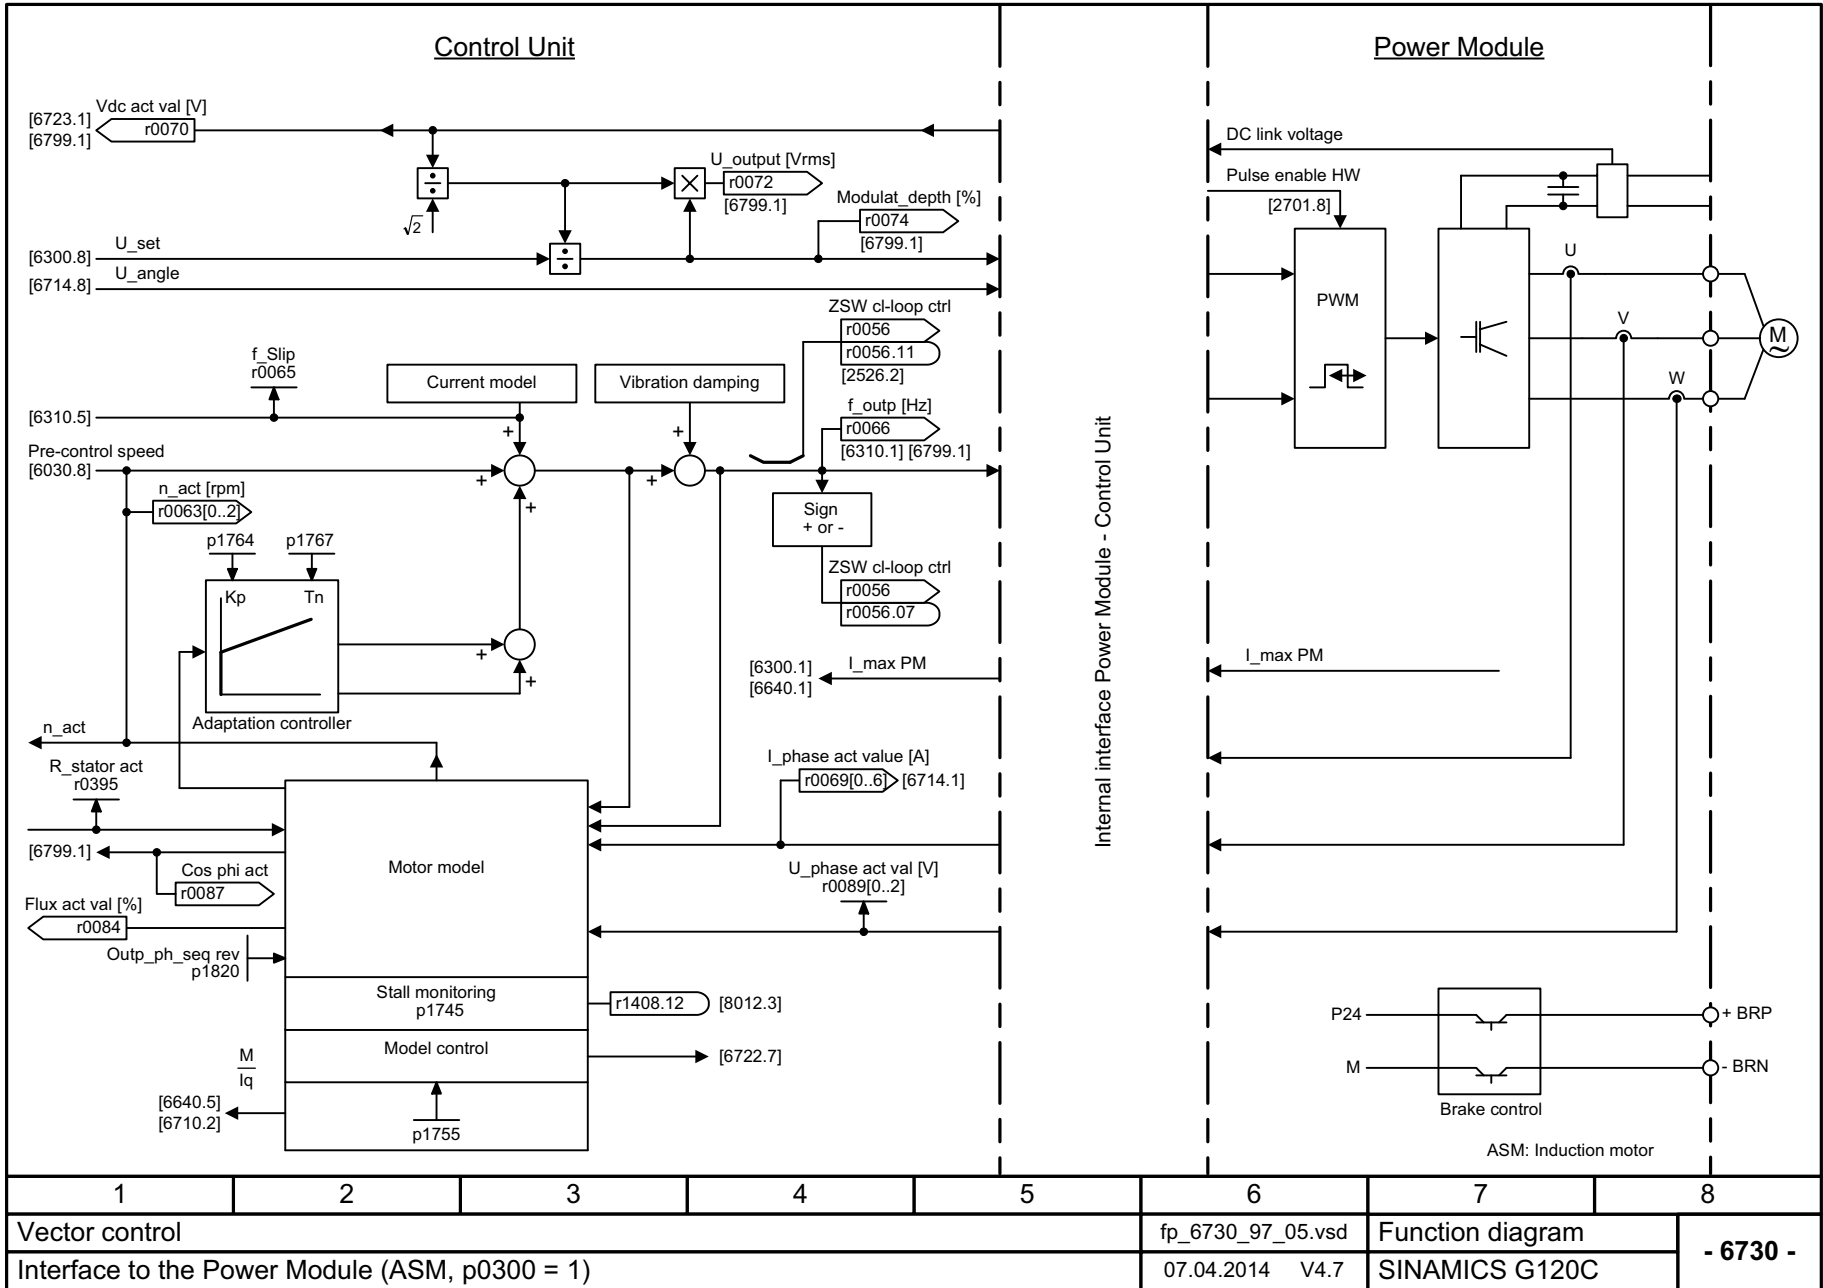 Control Unit
Power Module
Vdc act val [V]
[6723.1]
[6799.1]
r0070
÷
√2
×
U_output [Vrms]
r0072
[6799.1]
Modulat_depth [%]
r0074
[6799.1]
[6300.8]
U_set
÷
[6714.8]
U_angle
ZSW cl-loop ctrl
r0056
r0056.11
[2526.2]
f_Slip
r0065
Current model
Vibration damping
[6310.5]
+
+
f_outp [Hz]
r0066
[6310.1] [6799.1]
Pre-control speed
[6030.8]
+
+
+
n_act [rpm]
r0063[0..2]
Sign
+ or -
p1764
p1767
Kp
Tn
ZSW cl-loop ctrl
r0056
r0056.07
+
+
Adaptation controller
[6300.1]
[6640.1]
I_max PM
n_act
R_stator act
r0395
I_phase act value [A]
r0069[0..6]
[6714.1]
[6799.1]
Cos phi act
r0087
Motor model
U_phase act val [V]
r0089[0..2]
Flux act val [%]
r0084
Outp_ph_seq rev
p1820
Stall monitoring
p1745
r1408.12
[8012.3]
Model control
[6722.7]
M
Iq
[6640.5]
[6710.2]
p1755
Internal interface Power Module - Control Unit
DC link voltage
Pulse enable HW
[2701.8]
PWM
U
V
W
M
~
I_max PM
P24
+ BRP
M
- BRN
Brake control
ASM: Induction motor
1 2 3 4 5 6 7 8
Vector control
fp_6730_97_05.vsd
Function diagram
- 6730 -
Interface to the Power Module (ASM, p0300 = 1)
07.04.2014 V4.7
SINAMICS G120C